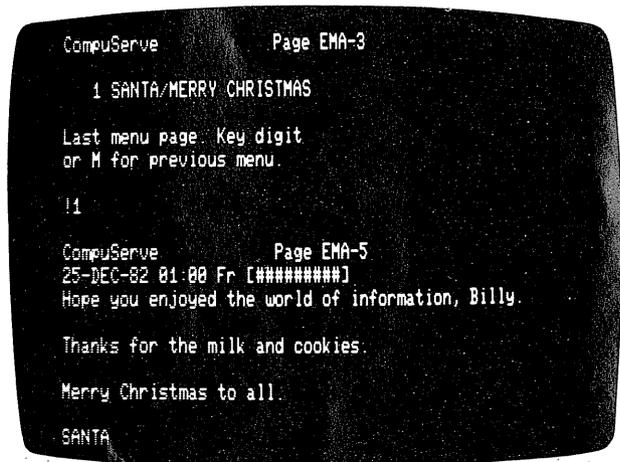 CompuServe Page EMA-3
1 SANTA/MERRY CHRISTMAS
Last menu page. Key digit
or M for previous menu.
!1
CompuServe Page EMA-5
25-DEC-82 01:00 Fr [#########]
Hope you enjoyed the world of information, Billy.
Thanks for the milk and cookies.
Merry Christmas to all.
SANTA